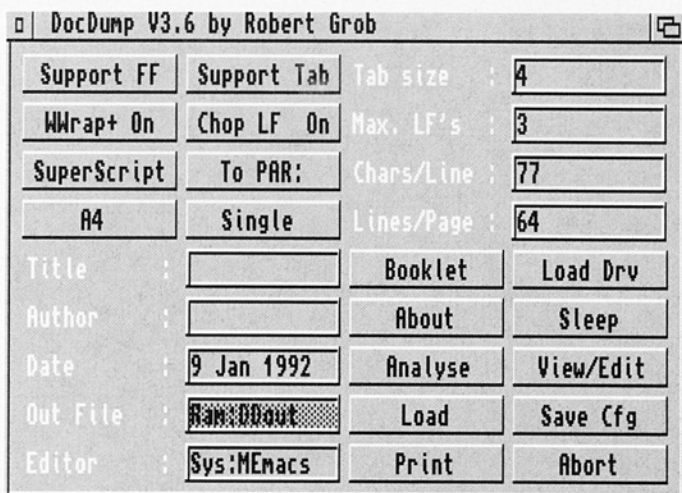 DocDump V3.6 by Robert Grob
Support FF Support Tab Tab size : 4
WWrap+ On Chop LF On Max. LF's : 3
SuperScript To PAR: Chars/Line : 77
A4 Single Lines/Page : 64
Title : Booklet Load Drv
Author : About Sleep
Date : 9 Jan 1992 Analyse View/Edit
Out File : Ram:DDout Load Save Cfg
Editor : Sys:MEmacs Print Abort